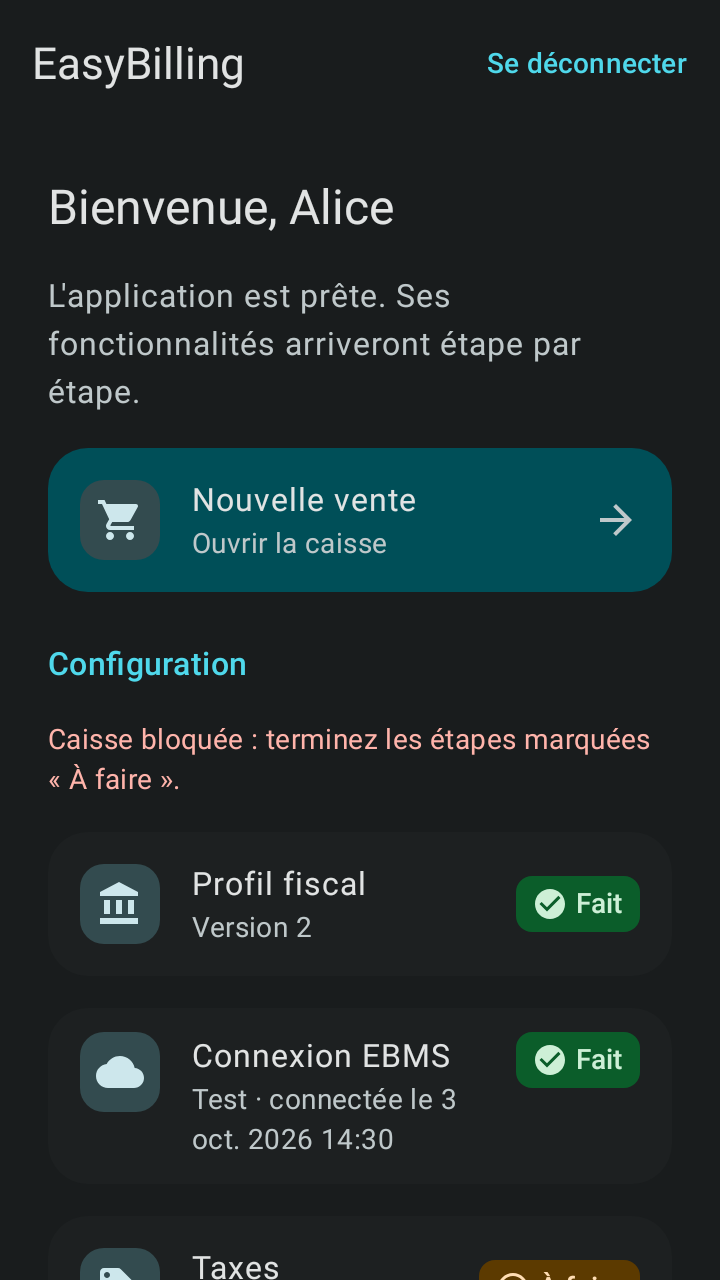 EasyBilling
Se déconnecter
Bienvenue, Alice
L'application est prête. Ses
fonctionnalités arriveront étape par
étape.
Nouvelle vente
Ouvrir la caisse
Configuration
Caisse bloquée : terminez les étapes marquées
« À faire ».
Profil fiscal
Version 2
Fait
Connexion EBMS
Test · connectée le 3
oct. 2026 14:30
Fait
Taxes